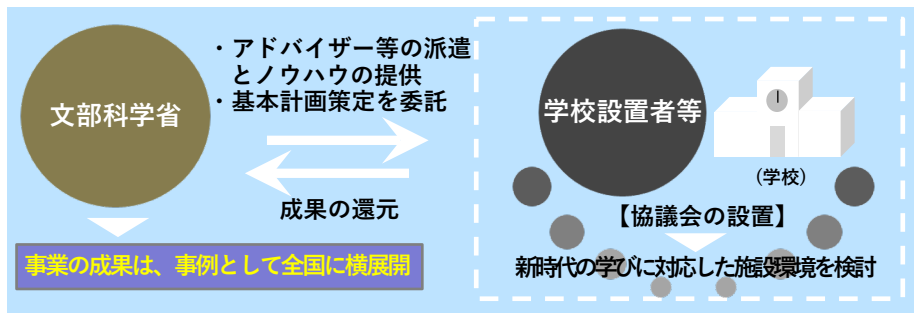 文部科学省
・アドバイザー等の派遣
とノウハウの提供
・基本計画策定を委託
成果の還元
事業の成果は、事例として全国に横展開
学校設置者等
(学校)
【協議会の設置】
新時代の学びに対応した施設環境を検討